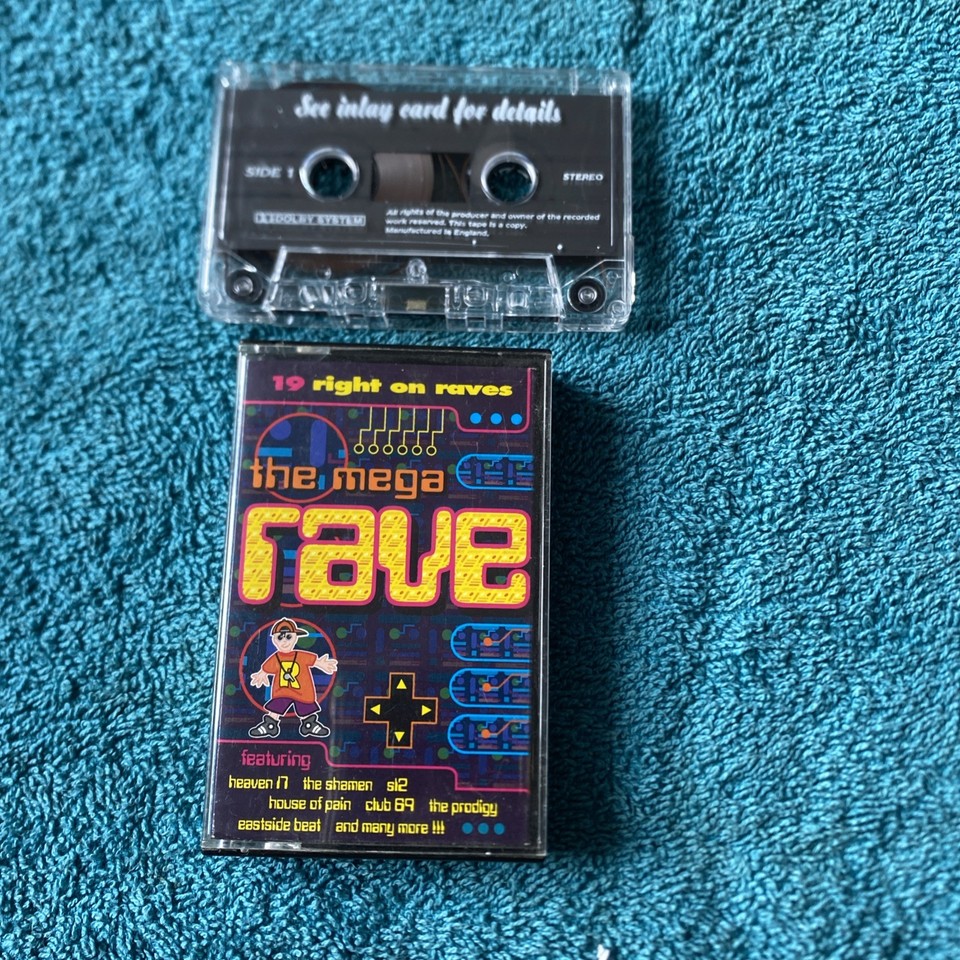 See inlay card for details
SIDE 1
STEREO
DOLBY SYSTEM
All rights of the producer and owner of the recorded
work reserved. This tape is a copy.
Manufactured in England.
19 right on raves
the mega
rave
R
featuring
heaven 17 the shamen sl2
house of pain club 69 the prodigy
eastside beat and many more !!!